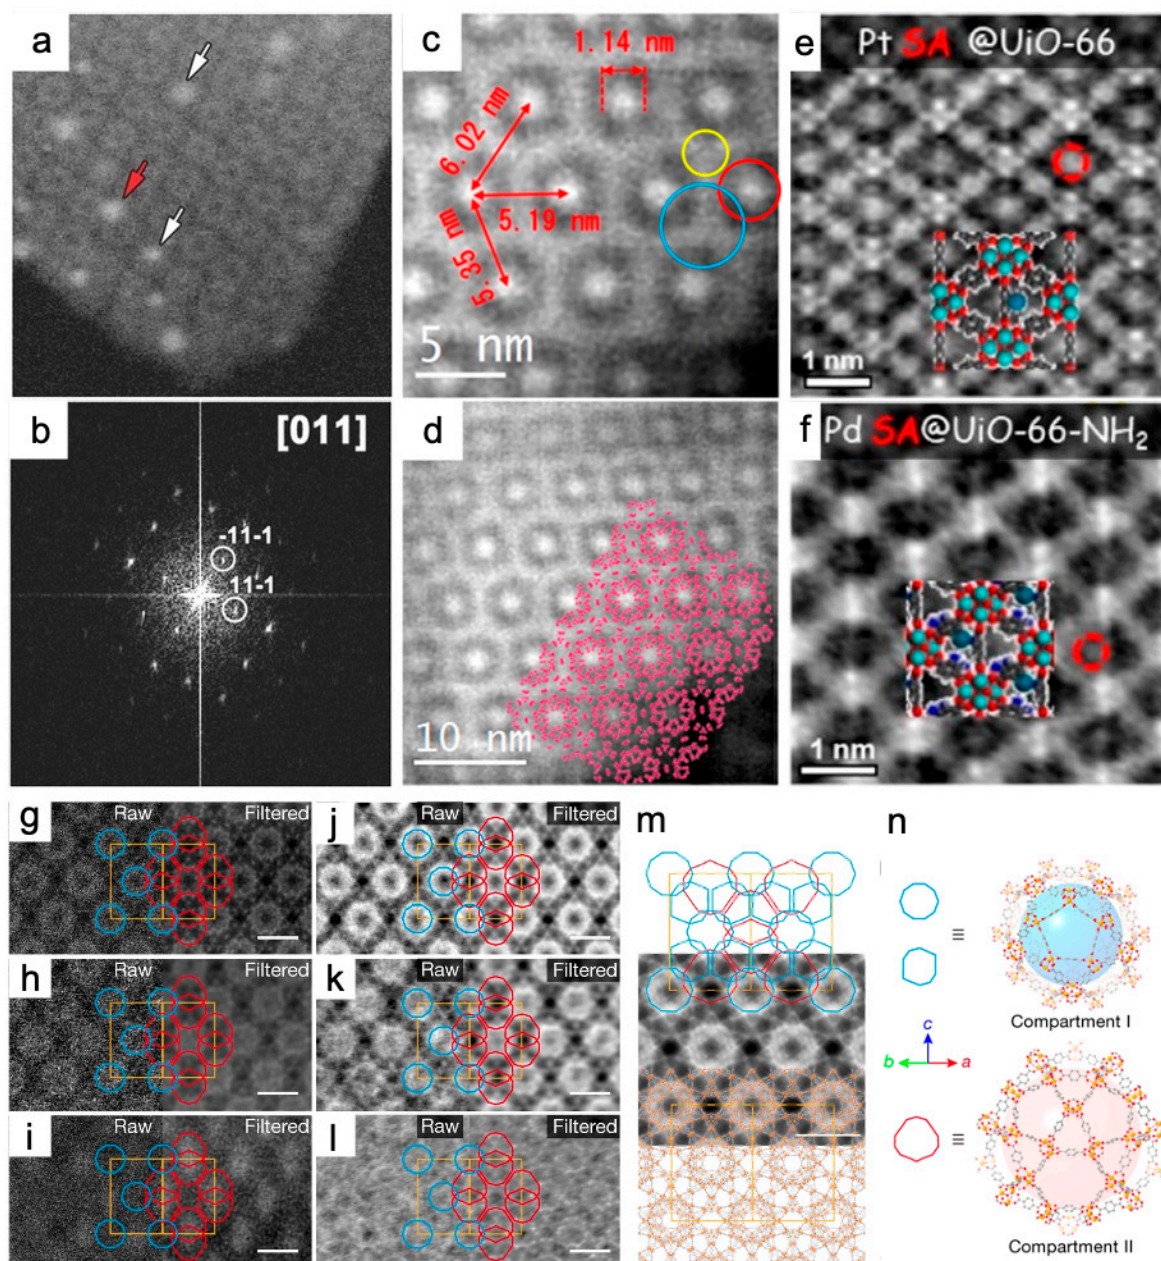 a
b
[011]
-11-1
11-1
c
1.14 nm
6.02 nm
5.19 nm
5.35 nm
5 nm
d
10 nm
e
Pt SA @UiO-66
1 nm
f
Pd SA@UiO-66-NH₂
1 nm
g
Raw
Filtered
h
Raw
Filtered
i
Raw
Filtered
j
Raw
Filtered
k
Raw
Filtered
l
Raw
Filtered
m
n
≡
Compartment I
c
b
a
≡
Compartment II